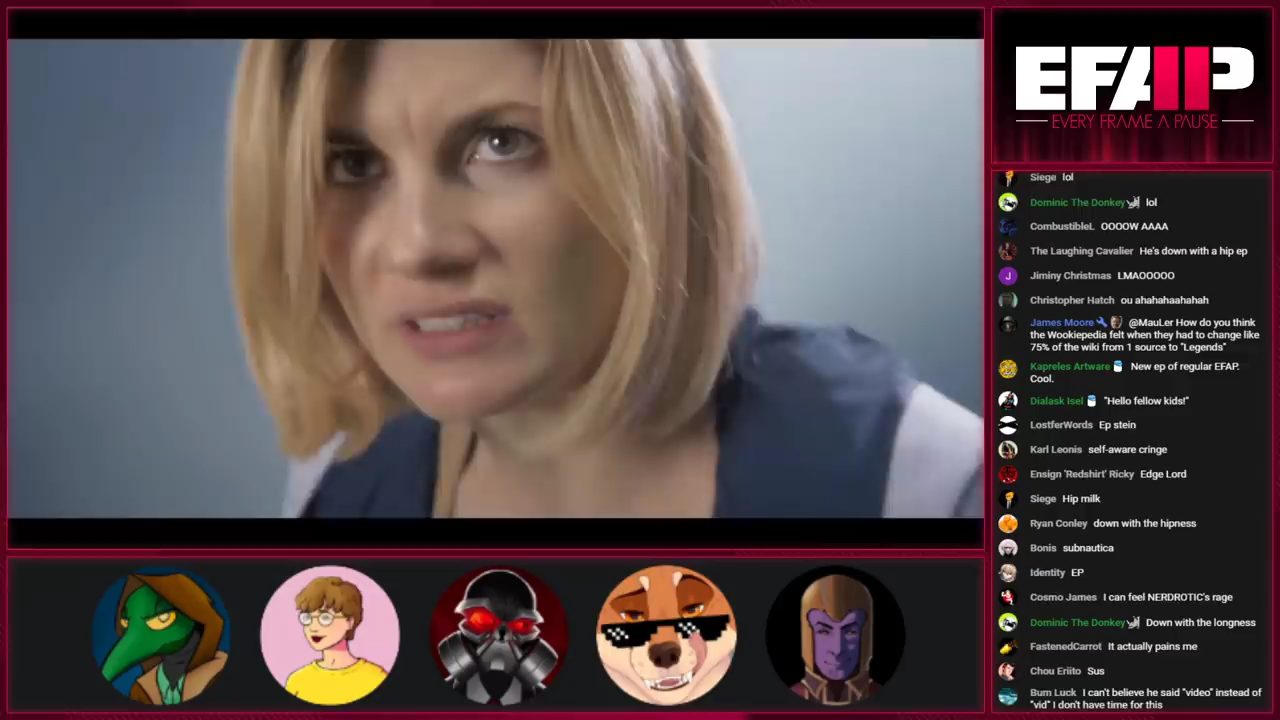 EFAP
EVERY FRAME A PAUSE
Siege lol
Dominic The Donkey lol
CombustibleL OOOOW AAAA
The Laughing Cavalier He's down with a hip ep
J
Jiminy Christmas LMAOOOOO
Christopher Hatch ou ahahahaahahah
James Moore @MauLer How do you think
the Wookiepedia felt when they had to change like
75% of the wiki from 1 source to "Legends"
Kapreles Artware New ep of regular EFAP.
Cool.
Dialask Isel "Hello fellow kids!"
LostferWords Ep stein
Karl Leonis self-aware cringe
Ensign 'Redshirt' Ricky Edge Lord
Siege Hip milk
Ryan Conley down with the hipness
Bonis subnautica
Identity EP
Cosmo James I can feel NERDROTIC's rage
Dominic The Donkey Down with the longness
FastenedCarrot It actually pains me
Chou Eriito Sus
Bum Luck I can't believe he said "video" instead of
"vid" I don't have time for this